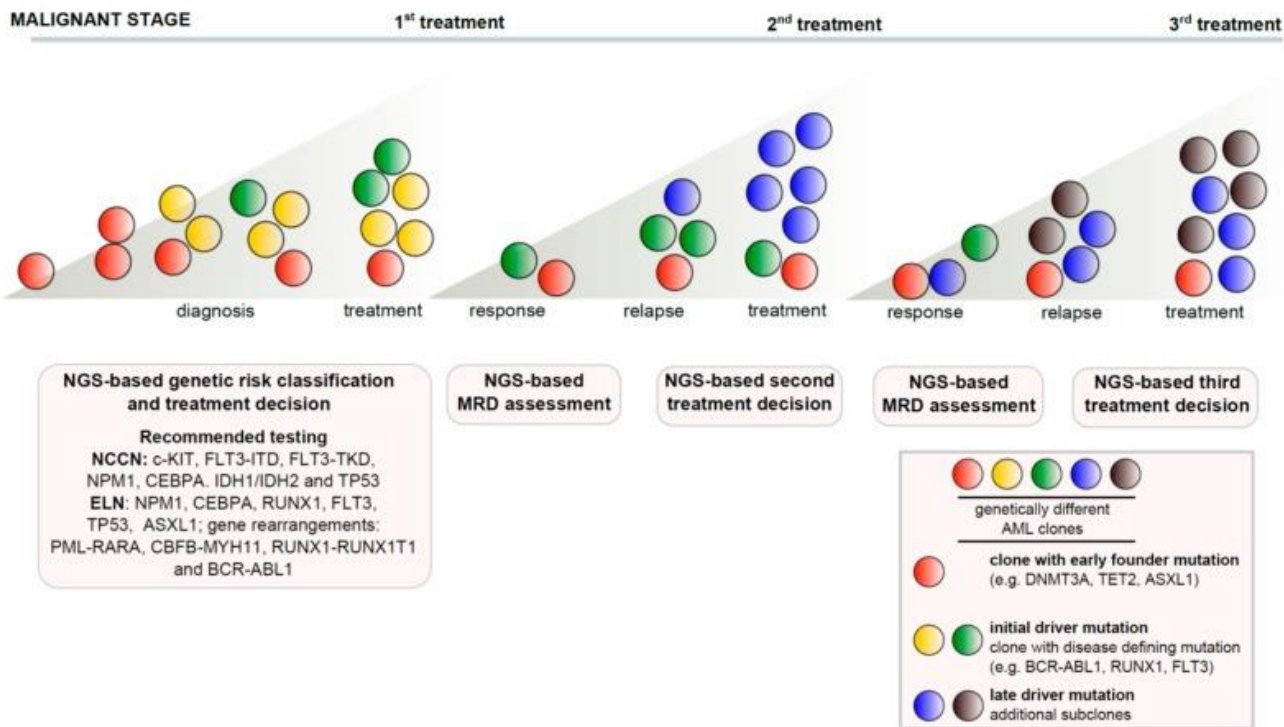 MALIGNANT STAGE
1st treatment
2nd treatment
3rd treatment
diagnosis
treatment
response
relapse
treatment
response
relapse
treatment
NGS-based genetic risk classification
and treatment decision
Recommended testing
NCCN: c-KIT, FLT3-ITD, FLT3-TKD,
NPM1, CEBPA. IDH1/IDH2 and TP53
ELN: NPM1, CEBPA, RUNX1, FLT3,
TP53, ASXL1; gene rearrangements:
PML-RARA, CBFB-MYH11, RUNX1-RUNX1T1
and BCR-ABL1
NGS-based
MRD assessment
NGS-based second
treatment decision
NGS-based
MRD assessment
NGS-based third
treatment decision
genetically different
AML clones
clone with early founder mutation
(e.g. DNMT3A, TET2, ASXL1)
initial driver mutation
clone with disease defining mutation
(e.g. BCR-ABL1, RUNX1, FLT3)
late driver mutation
additional subclones